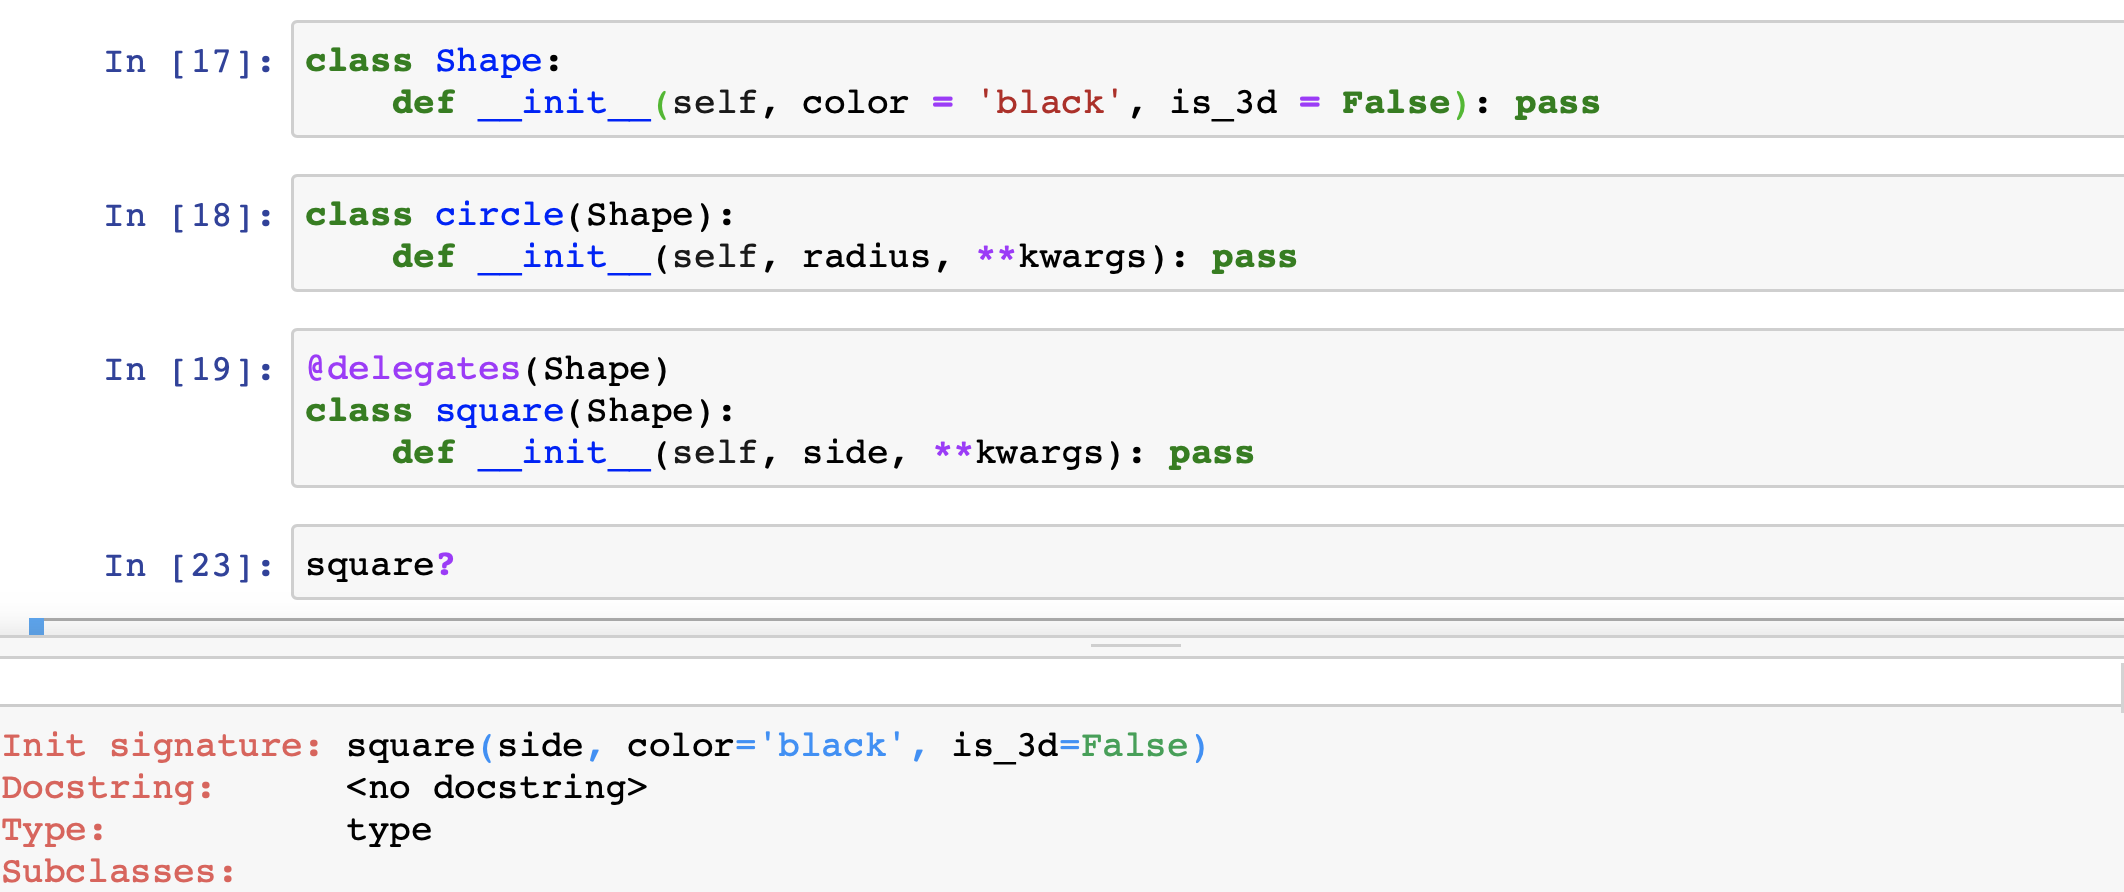 In [17]: class Shape:
    def __init__(self, color = 'black', is_3d = False): pass
In [18]: class circle(Shape):
    def __init__(self, radius, **kwargs): pass
In [19]: @delegates(Shape)
class square(Shape):
    def __init__(self, side, **kwargs): pass
In [23]: square?
Init signature: square(side, color='black', is_3d=False)
Docstring:      <no docstring>
Type:           type
Subclasses: